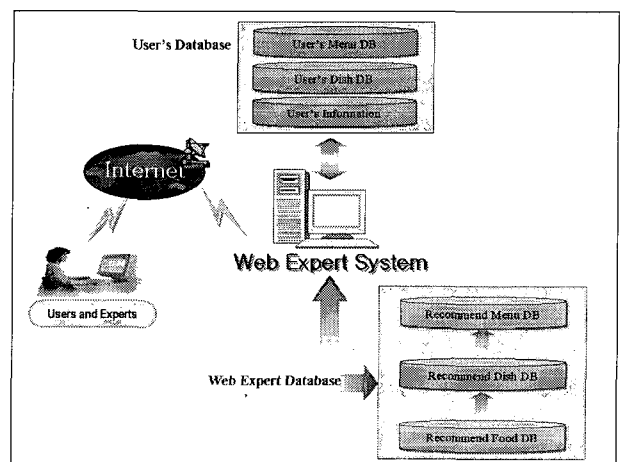 User's Database
User's Menu DB
User's Dish DB
User's Information
Internet
Web Expert System
Users and Experts
Recommend Menu DB
Web Expert Database
Recommend Dish DB
Recommend Food DB